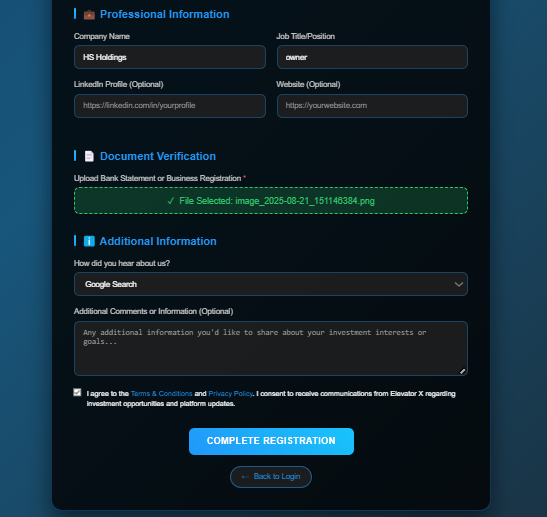 Professional Information
Company Name
Job Title/Position
HS Holdings
owner
LinkedIn Profile (Optional)
Website (Optional)
https://linkedin.com/in/yourprofile
https://yourwebsite.com
Document Verification
Upload Bank Statement or Business Registration *
✓ File Selected: image_2025-08-21_151146384.png
Additional Information
How did you hear about us?
Google Search
Additional Comments or Information (Optional)
Any additional information you'd like to share about your investment interests or
goals...
I agree to the Terms & Conditions and Privacy Policy. I consent to receive communications from Elevator X regarding
investment opportunities and platform updates.
COMPLETE REGISTRATION
← Back to Login